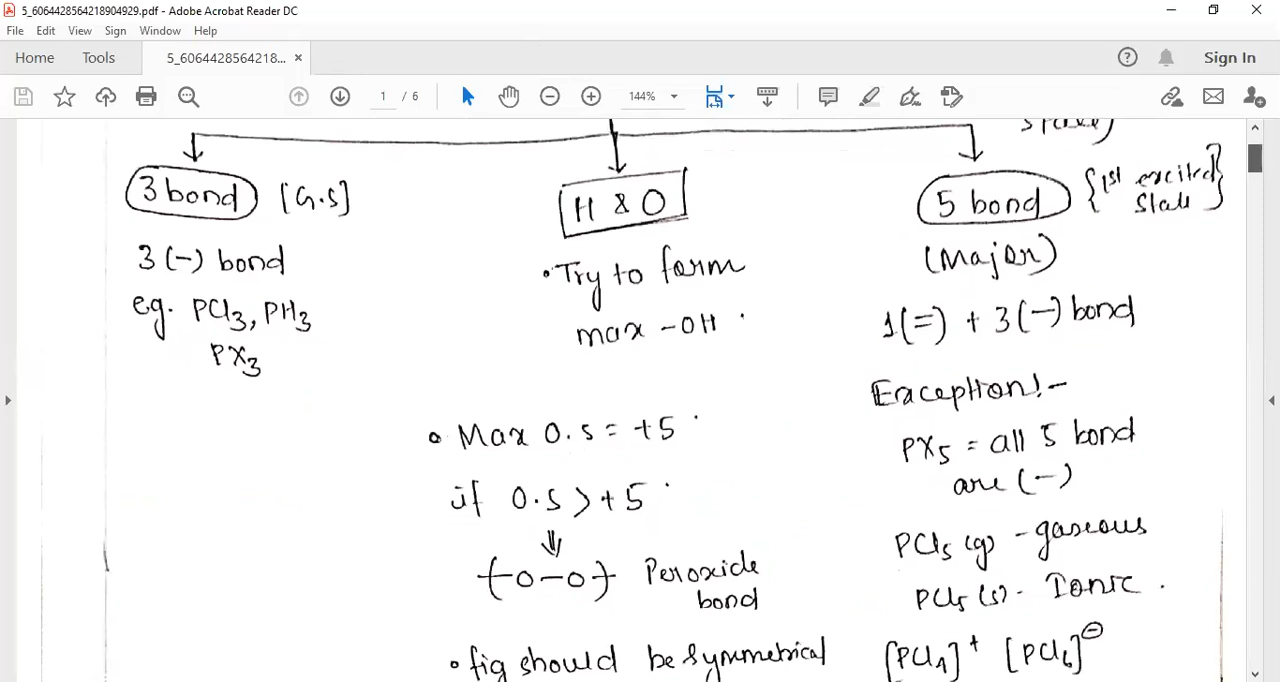 5_6064428564218904929.pdf - Adobe Acrobat Reader DC
File Edit View Sign Window Help
Home Tools 5_6064428564218... × Sign In
1 / 6 144%
3 bond [G.S]
3 (-) bond
eg. PCl3, PH3
PX3
H & O
• Try to form
max -OH
• Max O.S = +5
if O.S > +5
⇓
(-O-O-) Peroxide
bond
• fig should be symmetrical
State)
5 bond {1st excited
State}
(Major)
1(=) + 3(-) bond
Exception! -
PX5 = all 5 bond
are (-)
PCl5 (g) - gaseous
PCl5 (s) - Ionic.
[PCl4]+ [PCl6]⊖